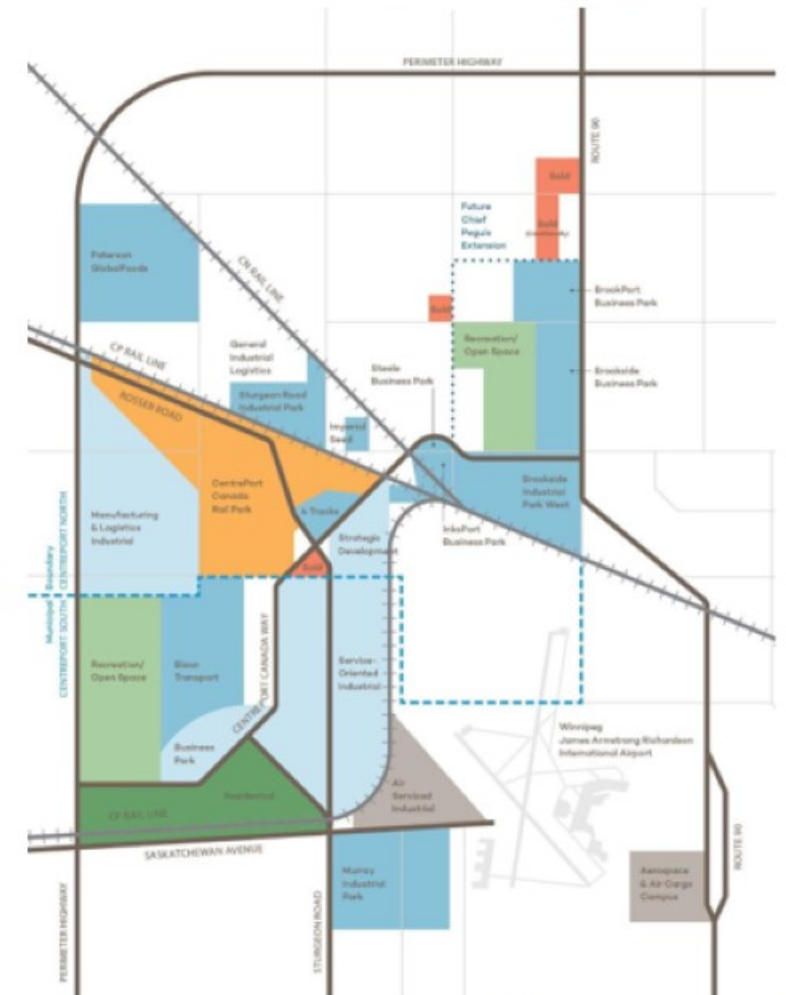 PERIMETER HIGHWAY
ROUTE 90
Sold
Sold
Future
Chief
Peguis
Extension
Paterson
GlobalFoods
CN RAIL LINE
BrookPort
Business Park
Sold
CP RAIL LINE
General
Industrial
Logistics
Recreation/
Open Space
Steele
Business Park
Brookside
Business Park
ROSSER ROAD
Sturgeon Road
Industrial Park
Imperial
Seed
CentrePort
Canada
Rail Park
Brookside
Industrial
Park West
Manufacturing
& Logistics
Industrial
4 Tracks
Strategic
Development
InksPort
Business Park
Sold
Municipal Boundary
CENTREPORT NORTH
CENTREPORT SOUTH
Recreation/
Open Space
Bison
Transport
CENTREPORT CANADA WAY
Service-
Oriented
Industrial
Business
Park
Winnipeg
James Armstrong Richardson
International Airport
Air
Serviced
Industrial
Residential
CP RAIL LINE
SASKATCHEWAN AVENUE
ROUTE 90
Murray
Industrial
Park
Aerospace
& Air Cargo
Campus
PERIMETER HIGHWAY
STURGEON ROAD